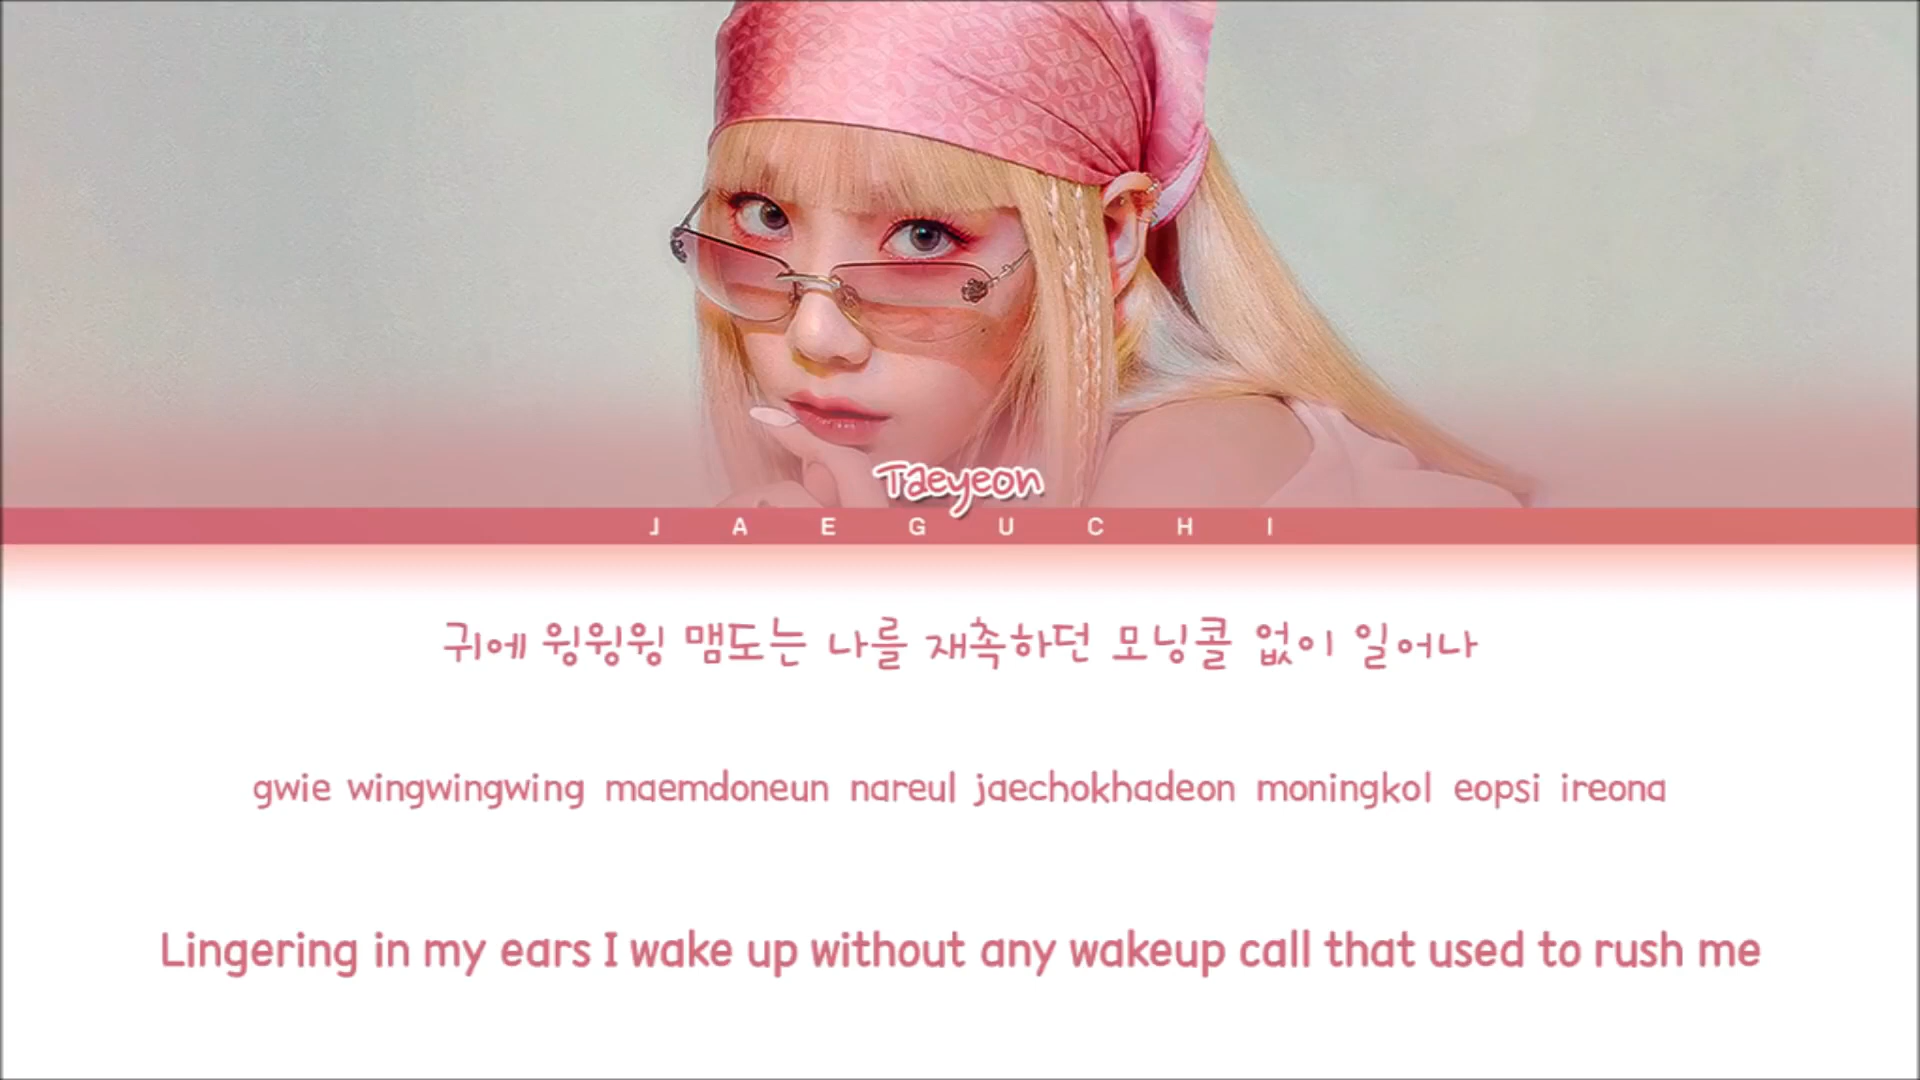 Taeyeon
JAEGUCHI
귀에 윙윙윙 맴도는 나를 재촉하던 모닝콜 없이 일어나
gwie wingwingwing maemdoneun nareul jaechokhadeon moningkol eopsi ireona
Lingering in my ears I wake up without any wakeup call that used to rush me